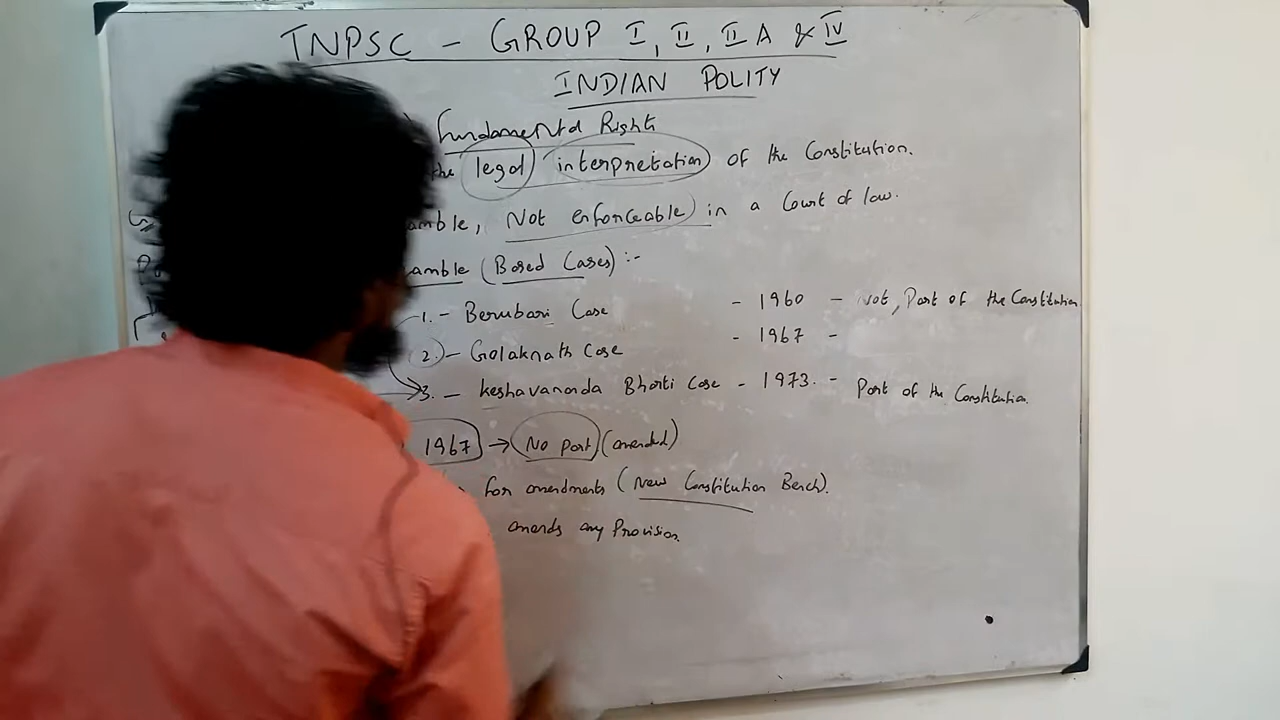 TNPSC - GROUP I, II, II A & IV
INDIAN POLITY
Fundamental Rights
the legal interpretation of the Constitution.
amble, Not enforceable) in a Court of law.
amble (Based Cases) :-
1. - Berubari Case - 1960 - Not, Part of the Constitution
2. - Golaknath Case - 1967 -
3. - Keshavananda Bharti Case - 1973. - Part of the Constitution.
1967 → No part (amended)
for amendments (New Constitution Bench).
amends any Provision.